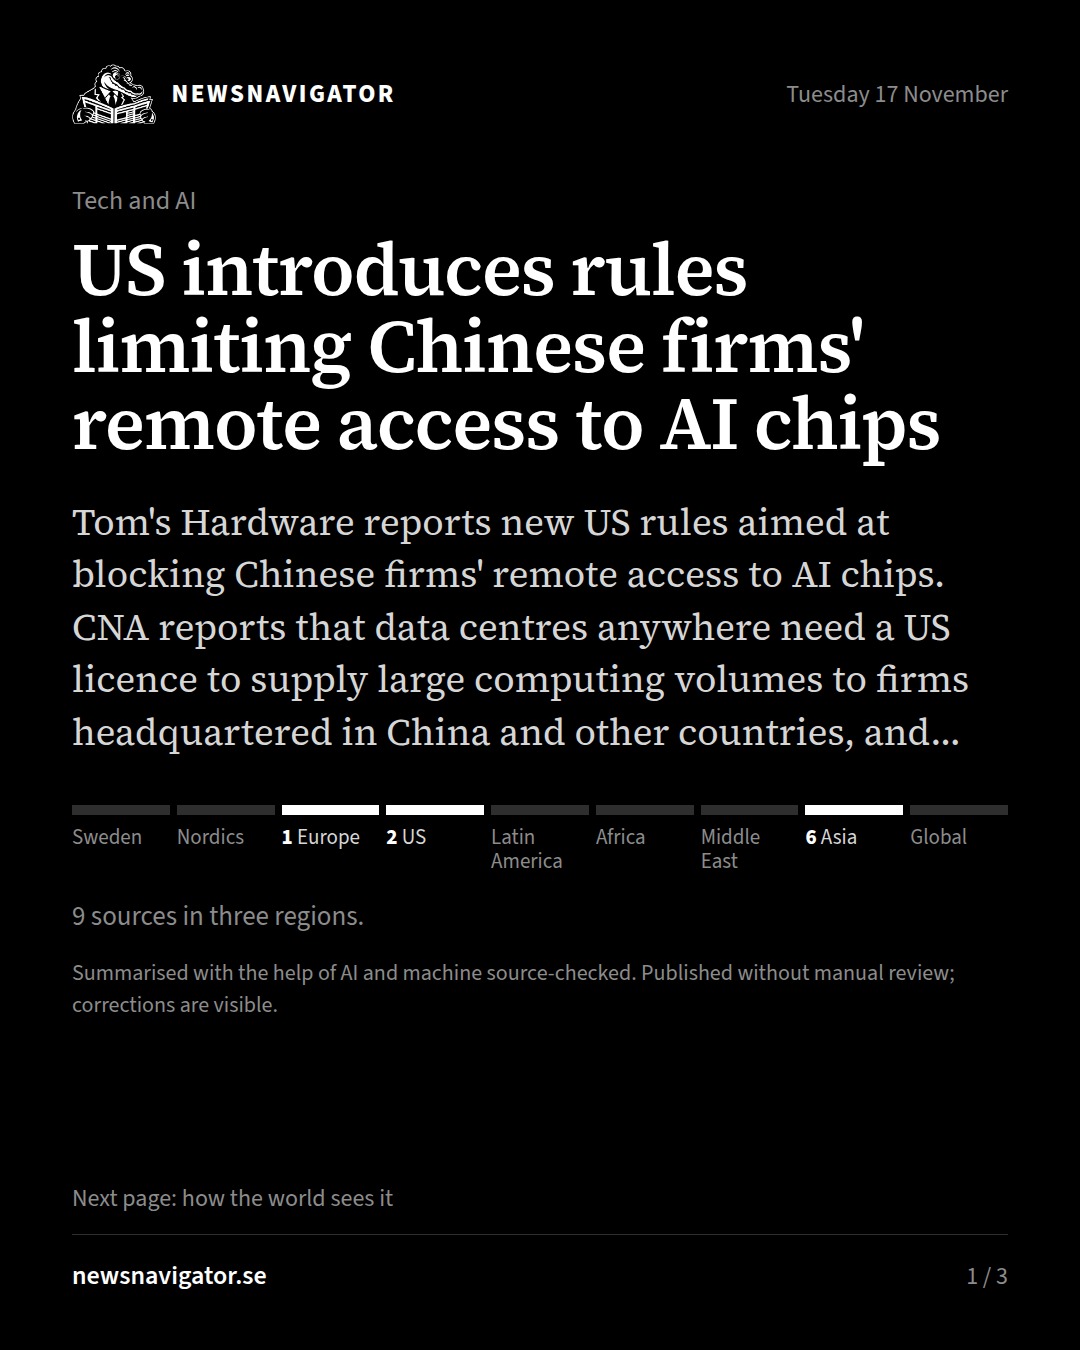 NEWSNAVIGATOR
Tuesday 17 November
Tech and AI
US introduces rules
limiting Chinese firms'
remote access to AI chips
Tom's Hardware reports new US rules aimed at
blocking Chinese firms' remote access to AI chips.
CNA reports that data centres anywhere need a US
licence to supply large computing volumes to firms
headquartered in China and other countries, and...
Sweden
Nordics
1 Europe
2 US
Latin
America
Africa
Middle
East
6 Asia
Global
9 sources in three regions.
Summarised with the help of AI and machine source-checked. Published without manual review;
corrections are visible.
Next page: how the world sees it
newsnavigator.se
1 / 3